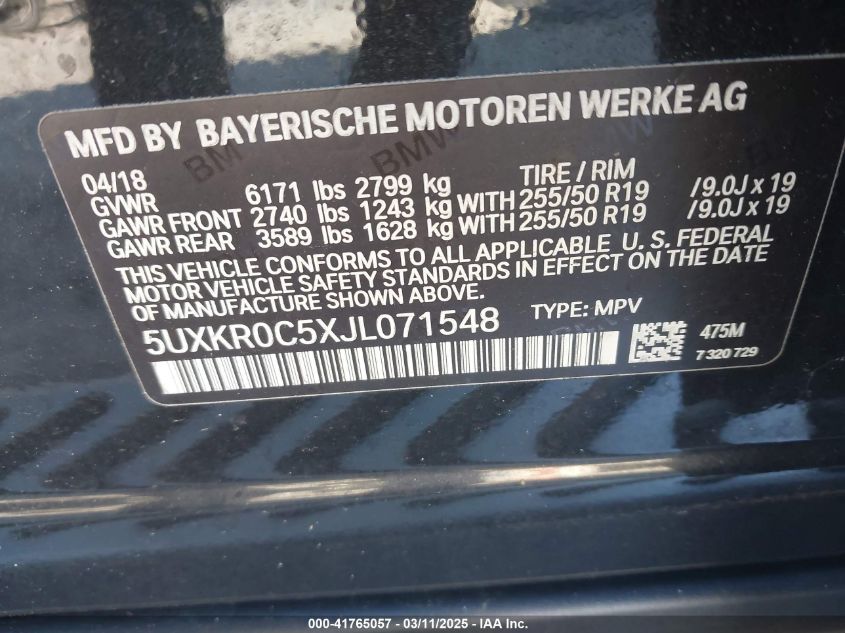 MFD BY BAYERISCHE MOTOREN WERKE AG
04/18 TIRE / RIM
GVWR 6171 lbs 2799 kg
GAWR FRONT 2740 lbs 1243 kg WITH 255/50 R19 /9.0J x 19
GAWR REAR 3589 lbs 1628 kg WITH 255/50 R19 /9.0J x 19
THIS VEHICLE CONFORMS TO ALL APPLICABLE U. S. FEDERAL
MOTOR VEHICLE SAFETY STANDARDS IN EFFECT ON THE DATE
OF MANUFACTURE SHOWN ABOVE.
5UXKR0C5XJL071548 TYPE: MPV
475M
7 320 729
BMW
BMW
BMW
000-41765057 - 03/11/2025 - IAA Inc.